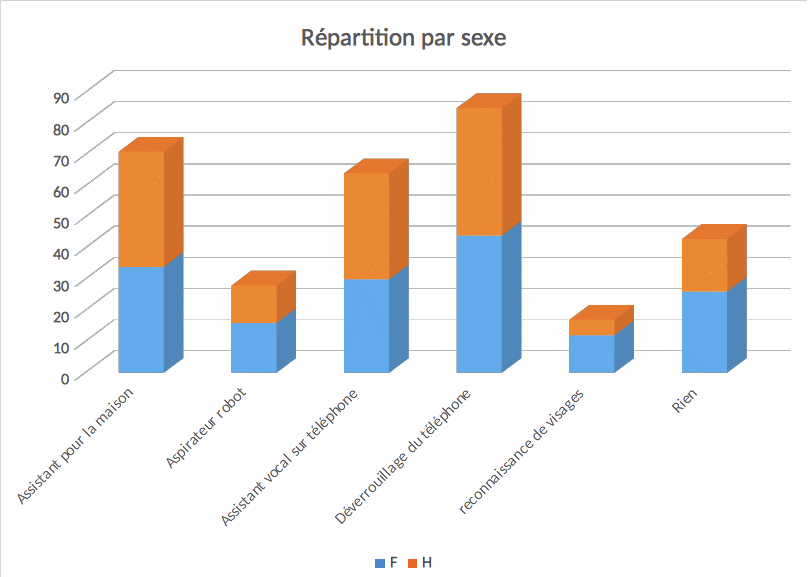 Répartition par sexe
90
80
70
60
50
40
30
20
10
0
Assistant pour la maison
Aspirateur robot
Assistant vocal sur téléphone
Déverrouillage du téléphone
reconnaissance de visages
Rien
F H